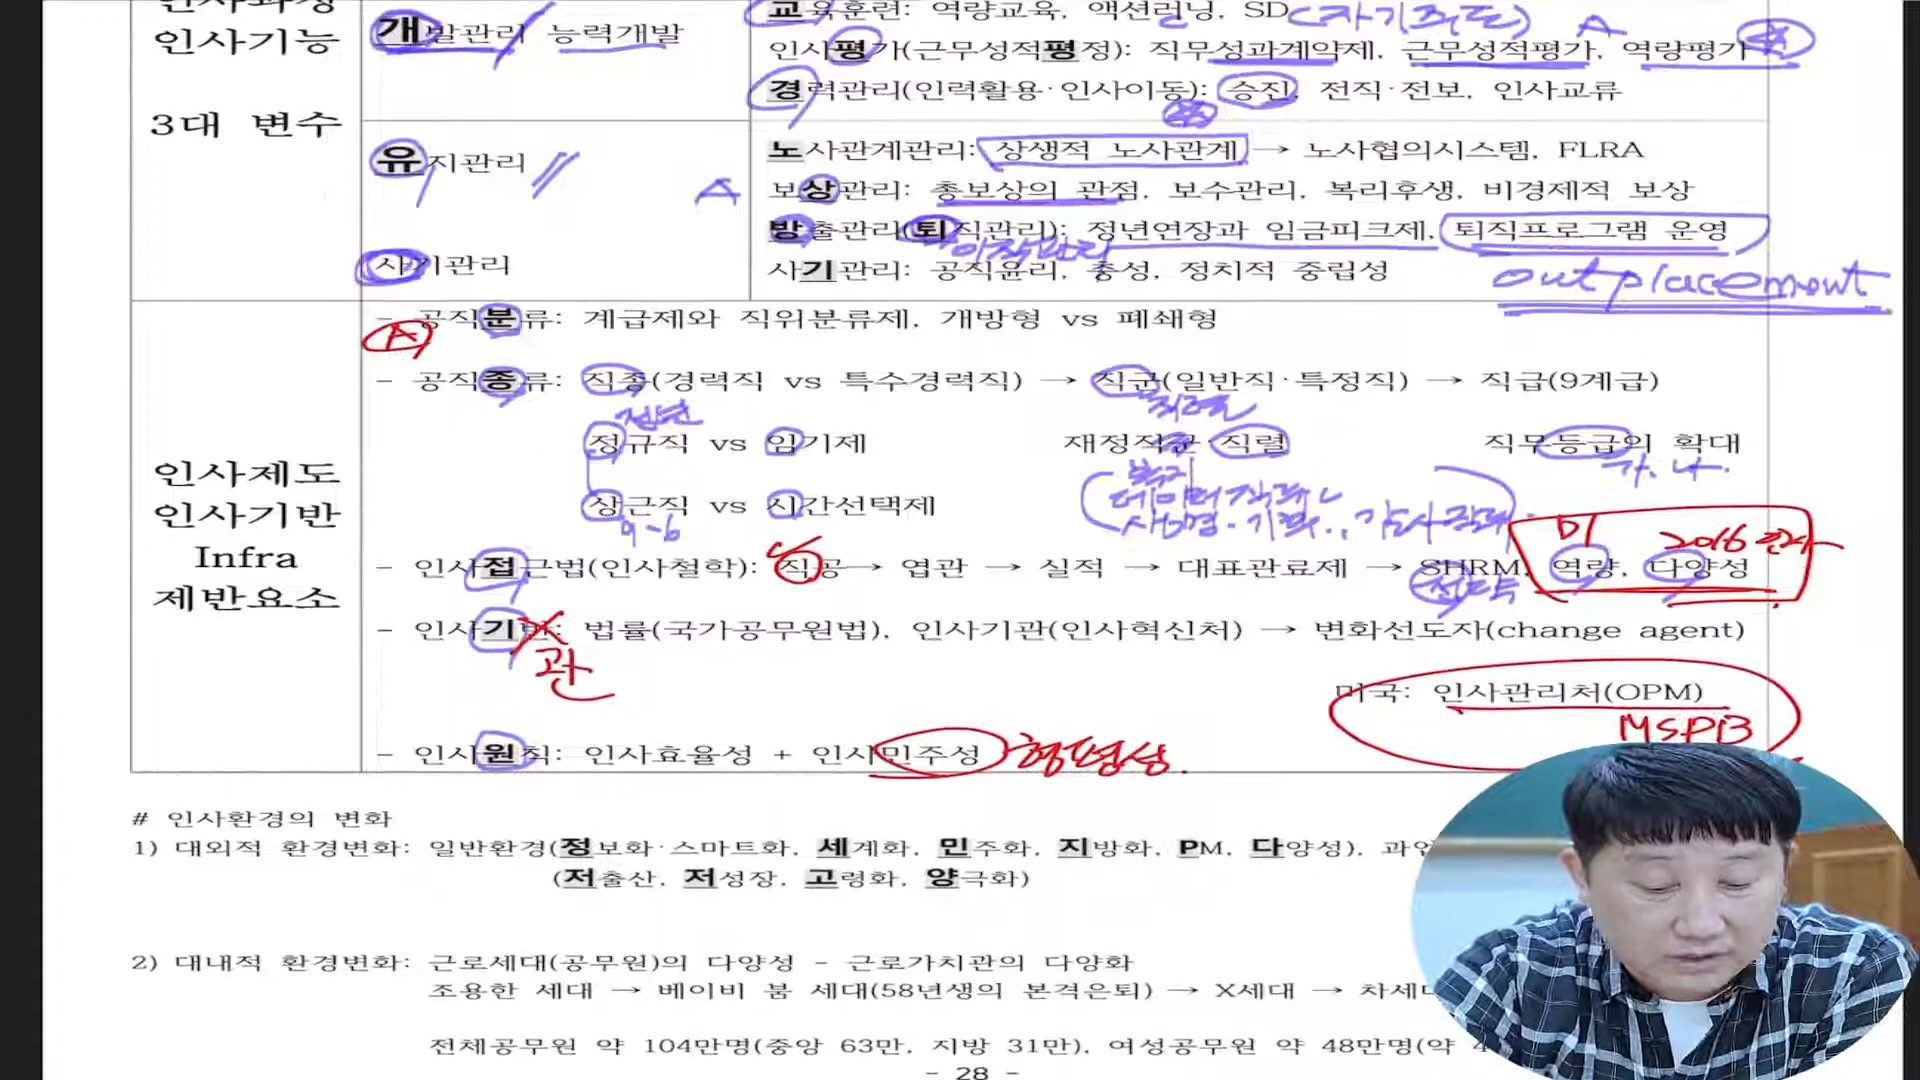 인사기능
3대 변수
개발관리 능력개발
교육훈련: 역량교육, 액션러닝, SD(자기주도) A
인사평가(근무성적평정): 직무성과계약제, 근무성적평가, 역량평가
경력관리(인력활용·인사이동): 승진, 전직·전보, 인사교류
유지관리
A
노사관계관리: 상생적 노사관계 → 노사협의시스템, FLRA
보상관리: 총보상의 관점, 보수관리, 복리후생, 비경제적 보상
방출관리(퇴직관리): 정년연장과 임금피크제, 퇴직프로그램 운영
이직관리
outplacement
사기관리
사기관리: 공직윤리, 충성, 정치적 중립성
인사제도
인사기반
Infra
제반요소
- 공직분류: 계급제와 직위분류제, 개방형 vs 폐쇄형
A
- 공직종류: 직종(경력직 vs 특수경력직) → 직군(일반직·특정직) → 직급(9계급)
직렬
정규직 vs 임기제 재정직군·직렬 직무등급의 확대
가. 나.
상근직 vs 시간선택제
9-6
- 인사접근법(인사철학): 직공 → 엽관 → 실적 → 대표관료제 → SHRM, 역량, 다양성
2016 인사
- 인사기반: 법률(국가공무원법), 인사기관(인사혁신처) → 변화선도자(change agent)
관
미국: 인사관리처(OPM)
MSPB
- 인사원칙: 인사효율성 + 인사민주성 형평성.
# 인사환경의 변화
1) 대외적 환경변화: 일반환경(정보화·스마트화, 세계화, 민주화, 지방화, PM, 다양성), 과업
(저출산, 저성장, 고령화, 양극화)
2) 대내적 환경변화: 근로세대(공무원)의 다양성 - 근로가치관의 다양화
조용한 세대 → 베이비 붐 세대(58년생의 본격은퇴) → X세대 → 차세대
전체공무원 약 104만명(중앙 63만, 지방 31만), 여성공무원 약 48만명(약 4
- 28 -